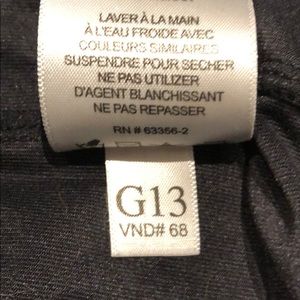 LAVER À LA MAIN
À L'EAU FROIDE AVEC
COULEURS SIMILAIRES
SUSPENDRE POUR SECHER
NE PAS UTILIZER
D'AGENT BLANCHISSANT
NE PAS REPASSER
RN # 63356-2
G13
VND# 68